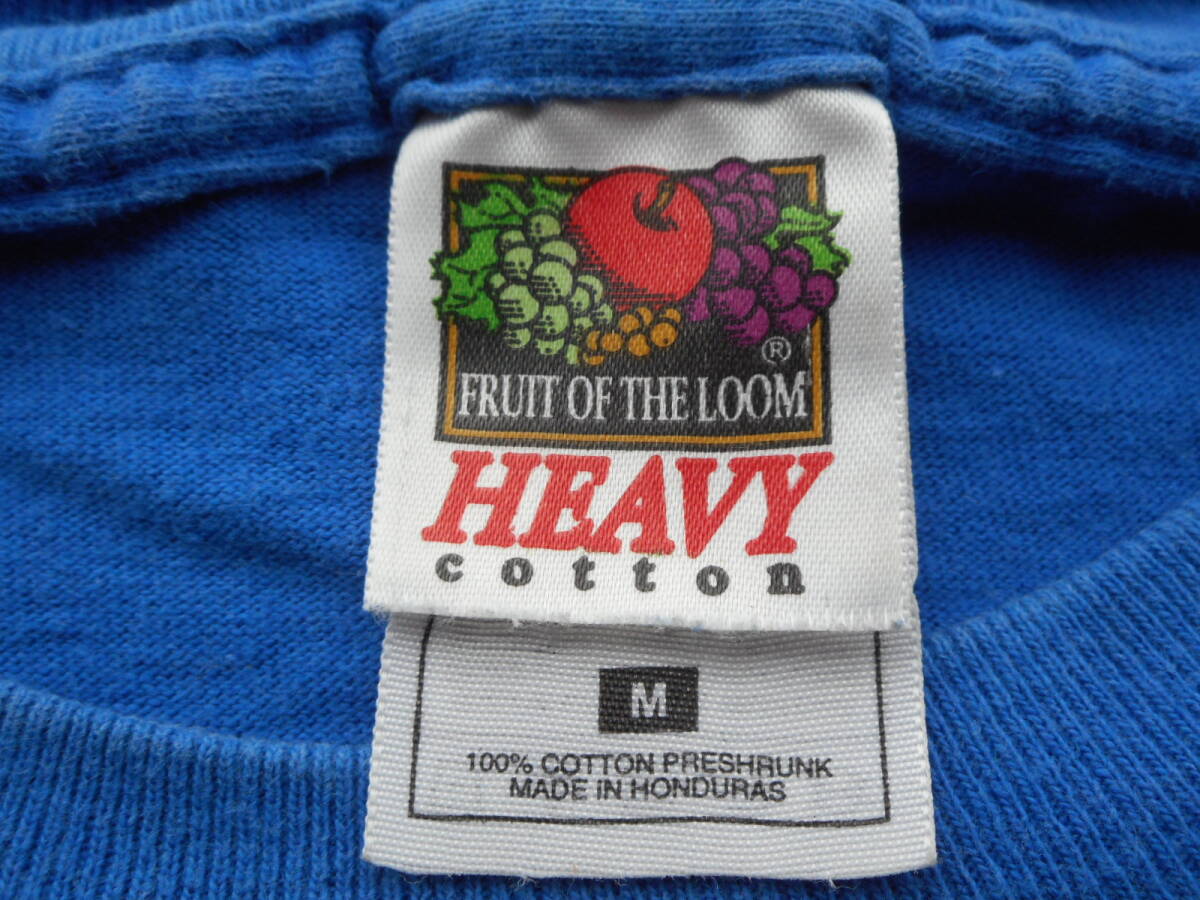 ®
FRUIT OF THE LOOM
HEAVY
cotton
M
100% COTTON PRESHRUNK
MADE IN HONDURAS